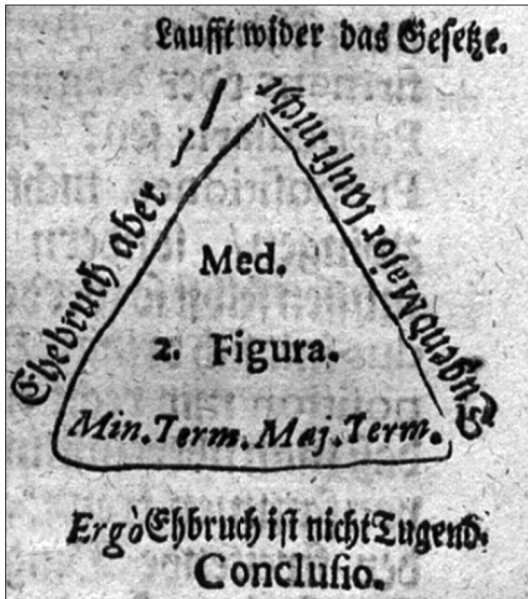 Laufft wider das Gesetze.
Ehebruch aber
Tugend Major laufft nicht
Med.
2. Figura.
Min. Term. Maj. Term.
Ergò Ehbruch ist nicht Tugend.
Conclusio.